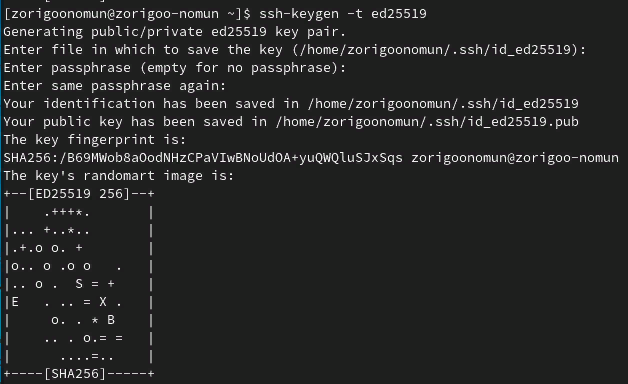 [zorigoonomun@zorigoo-nomun ~]$ ssh-keygen -t ed25519
Generating public/private ed25519 key pair.
Enter file in which to save the key (/home/zorigoonomun/.ssh/id_ed25519):
Enter passphrase (empty for no passphrase):
Enter same passphrase again:
Your identification has been saved in /home/zorigoonomun/.ssh/id_ed25519
Your public key has been saved in /home/zorigoonomun/.ssh/id_ed25519.pub
The key fingerprint is:
SHA256:/B69MWob8aOodNHzCPaVIwBNoUdOA+yuQWQluSJxSqs zorigoonomun@zorigoo-nomun
The key's randomart image is:
+--[ED25519 256]--+
|    .+++*.       |
|... +..*..       |
|.+.o o. +        |
|o.. o .o o   .   |
|.. o .  S = +    |
|E   . .. = X .   |
|     o. . * B    |
|    .. . o.= =   |
|      ....=..    |
+----[SHA256]-----+